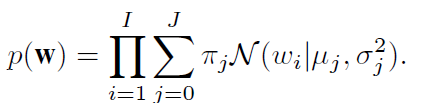 p(𝐰) = ∏_{i=1}^{I} ∑_{j=0}^{J} π_j 𝒩(w_i|μ_j, σ_j^2).